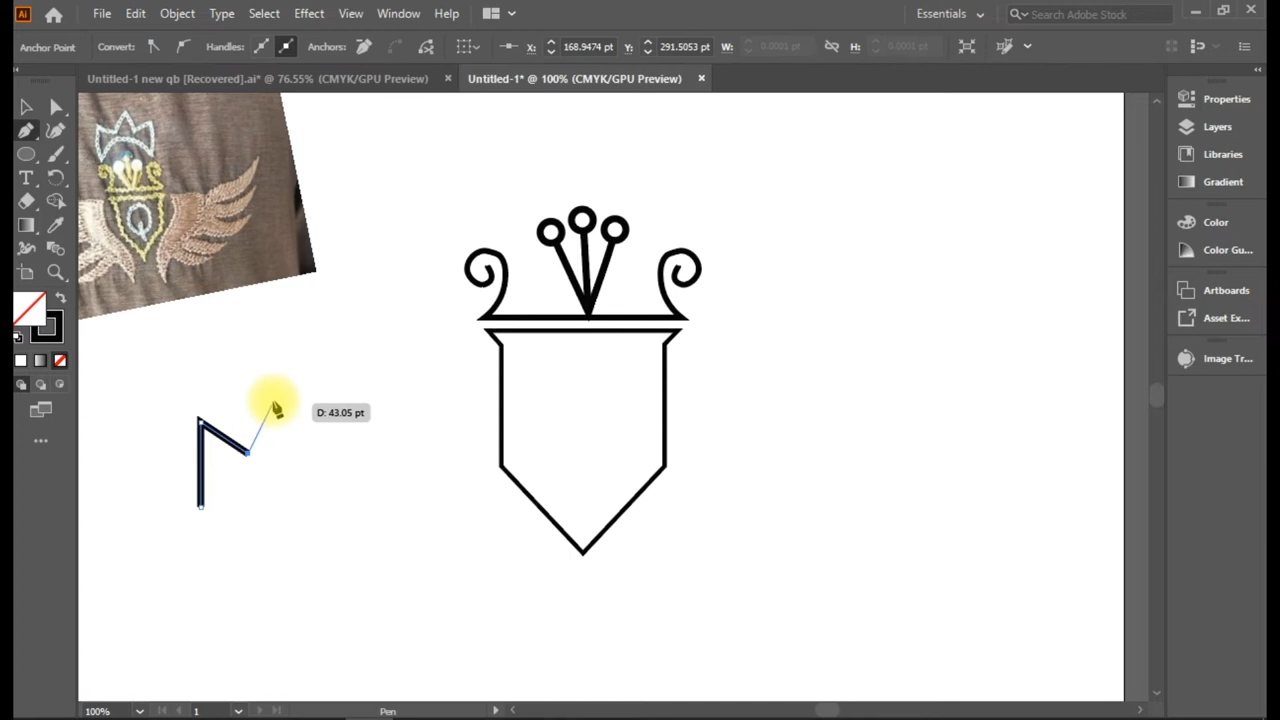 Ai
File Edit Object Type Select Effect View Window Help Essentials Search Adobe Stock
Anchor Point Convert: Handles: Anchors: X: 168.9474 pt Y: 291.5053 pt W: 0.0001 pt H: 0.0001 pt
Untitled-1 new qb [Recovered].ai* @ 76.55% (CMYK/GPU Preview) × Untitled-1* @ 100% (CMYK/GPU Preview) ×
Properties
Layers
Libraries
Gradient
Color
Color Gu...
Artboards
Asset Ex...
Image Tr...
Q
D: 43.05 pt
100% 1 Pen